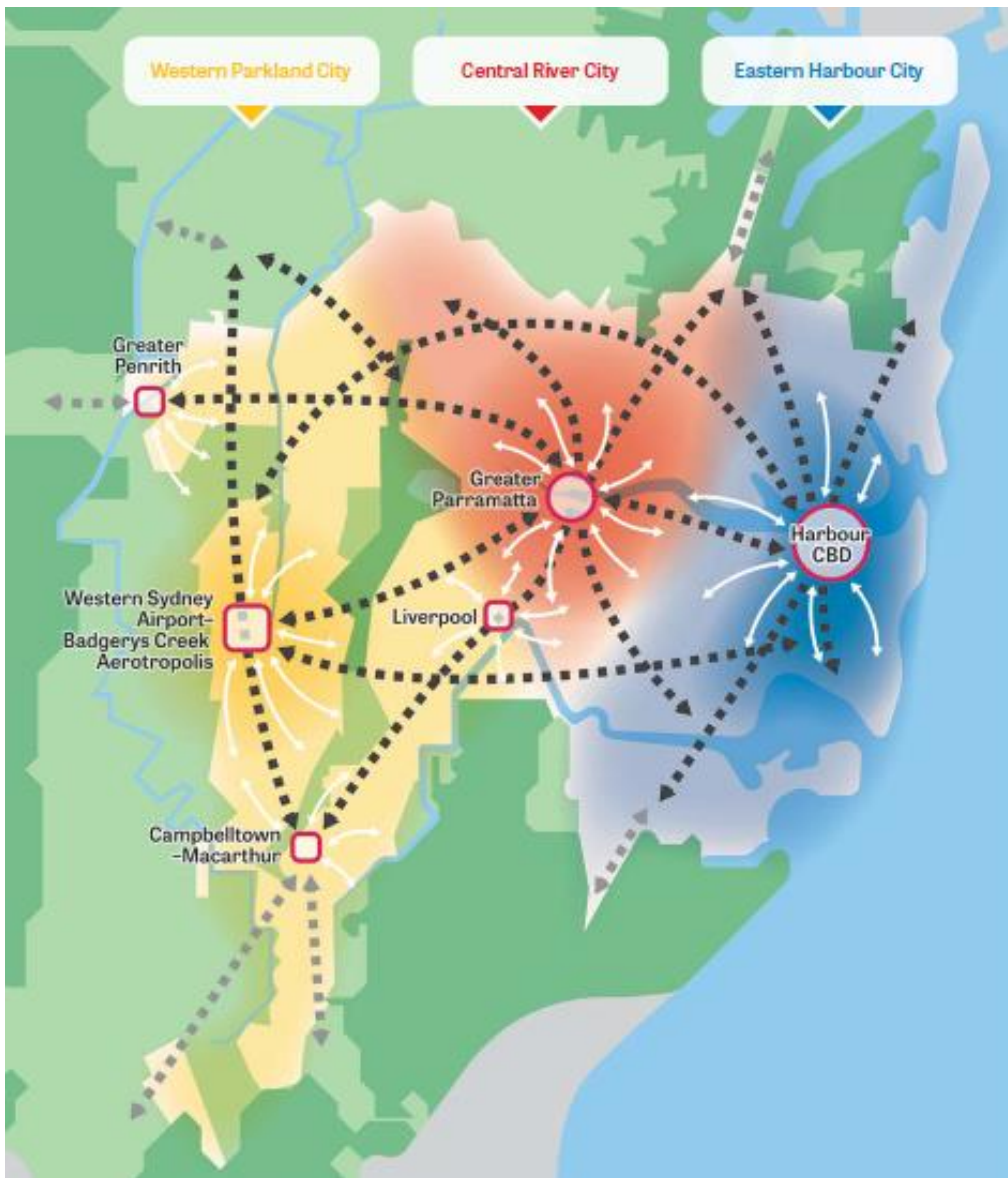 Western Parkland City
Central River City
Eastern Harbour City
Greater
Penrith
Greater
Parramatta
Harbour
CBD
Western Sydney
Airport–
Badgerys Creek
Aerotropolis
Liverpool
Campbelltown
–Macarthur